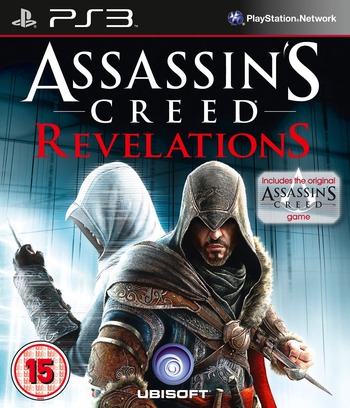 PS3
PlayStation®Network
ASSASSIN'S
CREED
REVELATIONS
includes the original
ASSASSIN'S
CREED
game
15
UBISOFT